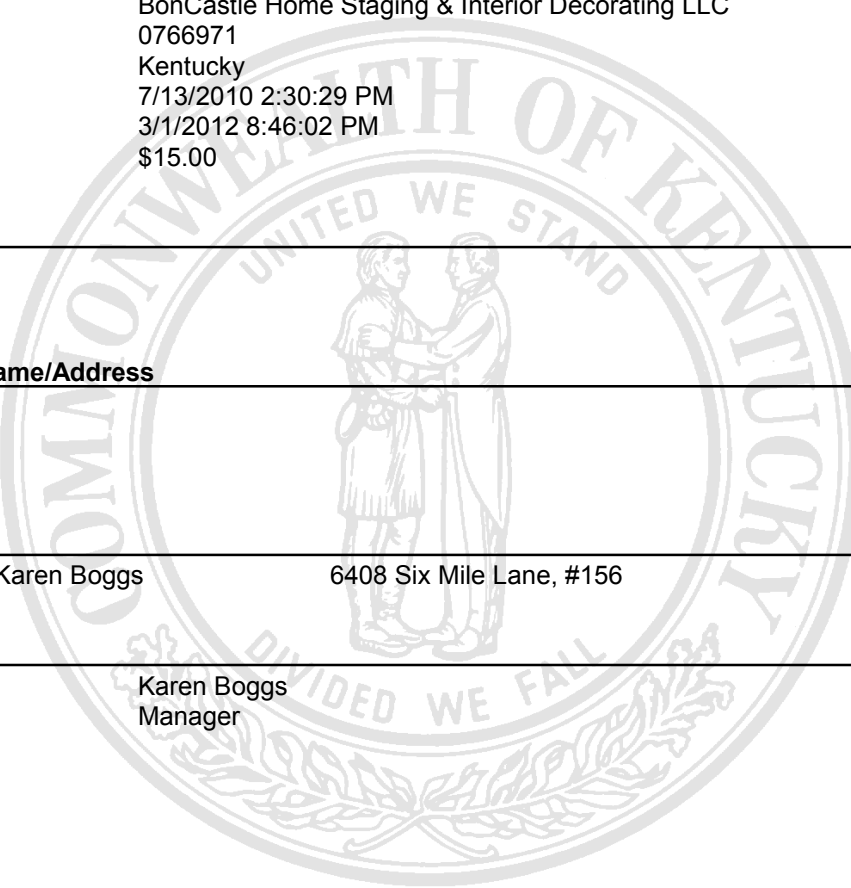 BonCastle Home Staging & Interior Decorating LLC
0766971
Kentucky
7/13/2010 2:30:29 PM
3/1/2012 8:46:02 PM
$15.00
COMMONWEALTH OF KENTUCKY
UNITED WE STAND
ame/Address
Karen Boggs 6408 Six Mile Lane, #156
DIVIDED WE FALL
Karen Boggs
Manager